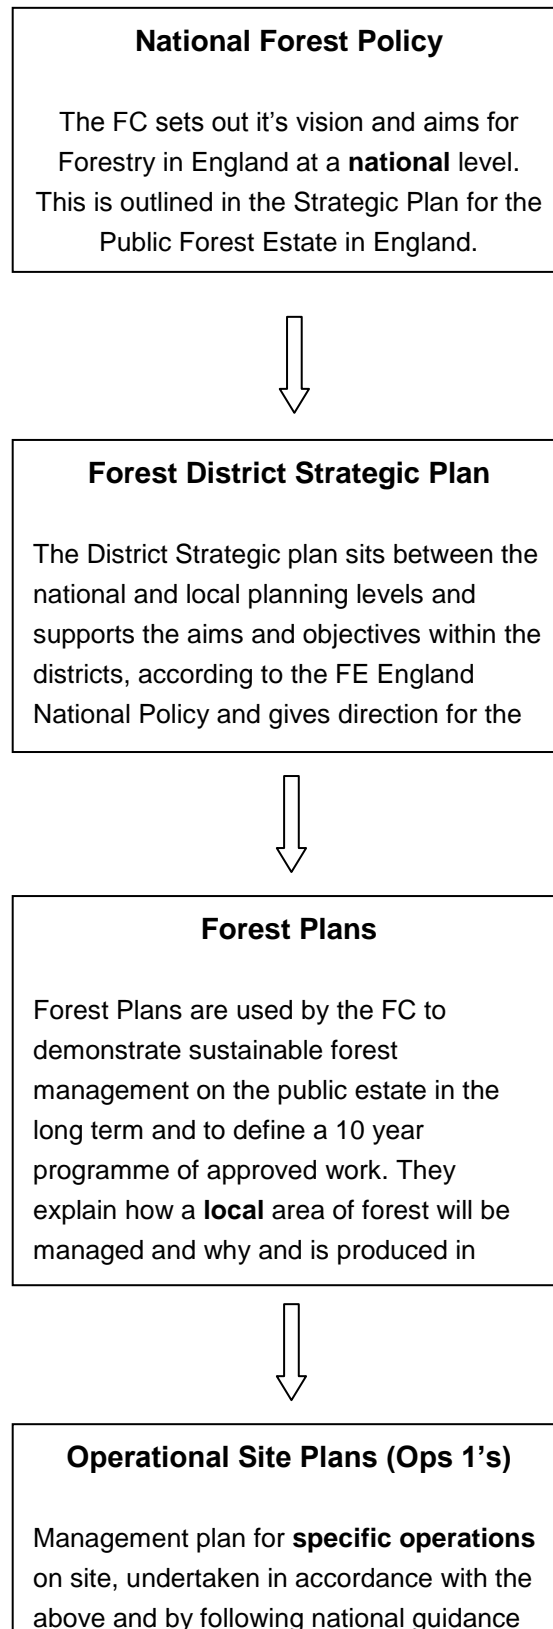 National Forest Policy
The FC sets out it’s vision and aims for
Forestry in England at a national level.
This is outlined in the Strategic Plan for the
Public Forest Estate in England.
Forest District Strategic Plan
The District Strategic plan sits between the
national and local planning levels and
supports the aims and objectives within the
districts, according to the FE England
National Policy and gives direction for the
Forest Plans
Forest Plans are used by the FC to
demonstrate sustainable forest
management on the public estate in the
long term and to define a 10 year
programme of approved work. They
explain how a local area of forest will be
managed and why and is produced in
Operational Site Plans (Ops 1’s)
Management plan for specific operations
on site, undertaken in accordance with the
above and by following national guidance